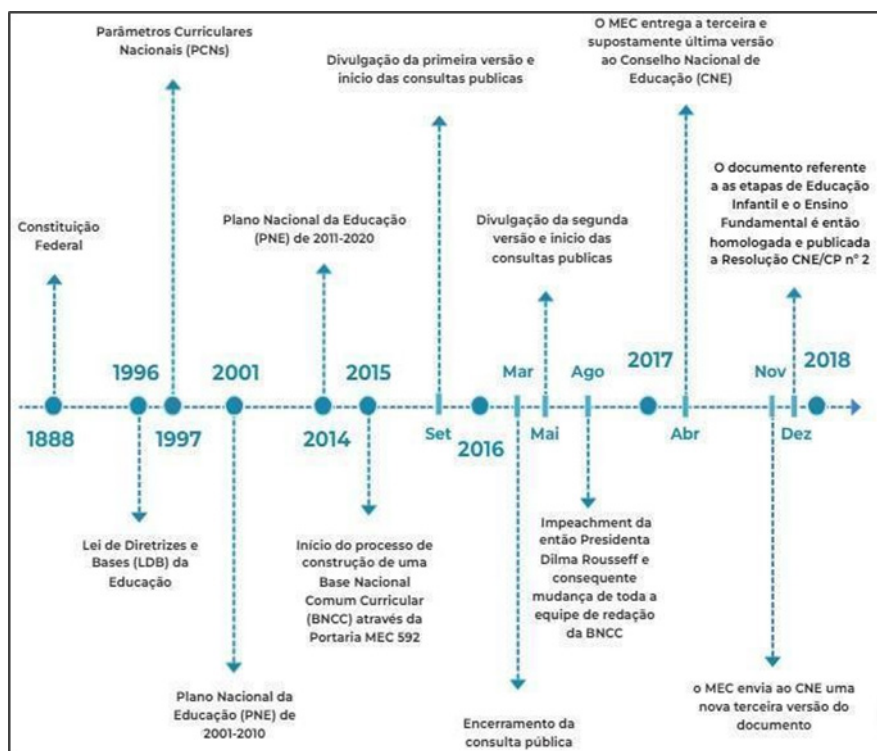 Parâmetros Curriculares
Nacionais (PCNs)
Divulgação da primeira versão e
inicio das consultas publicas
O MEC entrega a terceira e
supostamente última versão
ao Conselho Nacional de
Educação (CNE)
Constituição
Federal
Plano Nacional da Educação
(PNE) de 2011-2020
Divulgação da segunda
versão e inicio das
consultas publicas
O documento referente
a as etapas de Educação
Infantil e o Ensino
Fundamental é então
homologada e publicada
a Resolução CNE/CP nº 2
1996
2001
2015
Mar
Ago
2017
Nov
2018
1888
1997
2014
Set
2016
Mai
Abr
Dez
Lei de Diretrizes e
Bases (LDB) da
Educação
Início do processo de
construção de uma
Base Nacional
Comum Curricular
(BNCC) através da
Portaria MEC 592
Impeachment da
então Presidenta
Dilma Rousseff e
consequente
mudança de toda a
equipe de redação
da BNCC
Plano Nacional da
Educação (PNE) de
2001-2010
Encerramento da
consulta pública
o MEC envia ao CNE uma
nova terceira versão do
documento